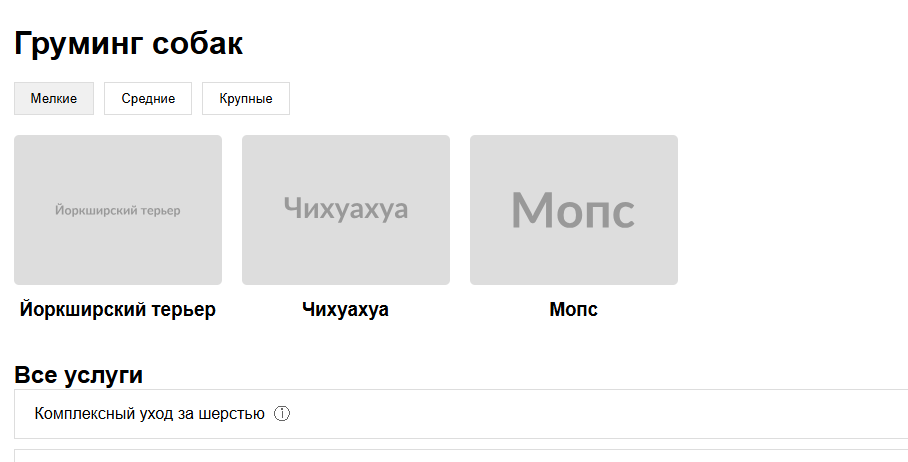 Груминг собак
Мелкие Средние Крупные
Йоркширский терьер Чихуахуа Мопс
Йоркширский терьер Чихуахуа Мопс
Все услуги
Комплексный уход за шерстью ⓘ